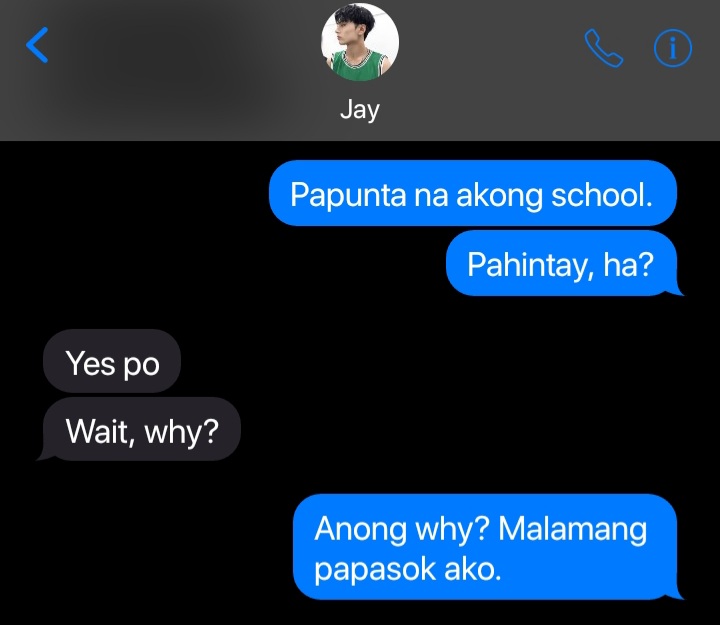 Jay
Papunta na akong school.
Pahintay, ha?
Yes po
Wait, why?
Anong why? Malamang
papasok ako.